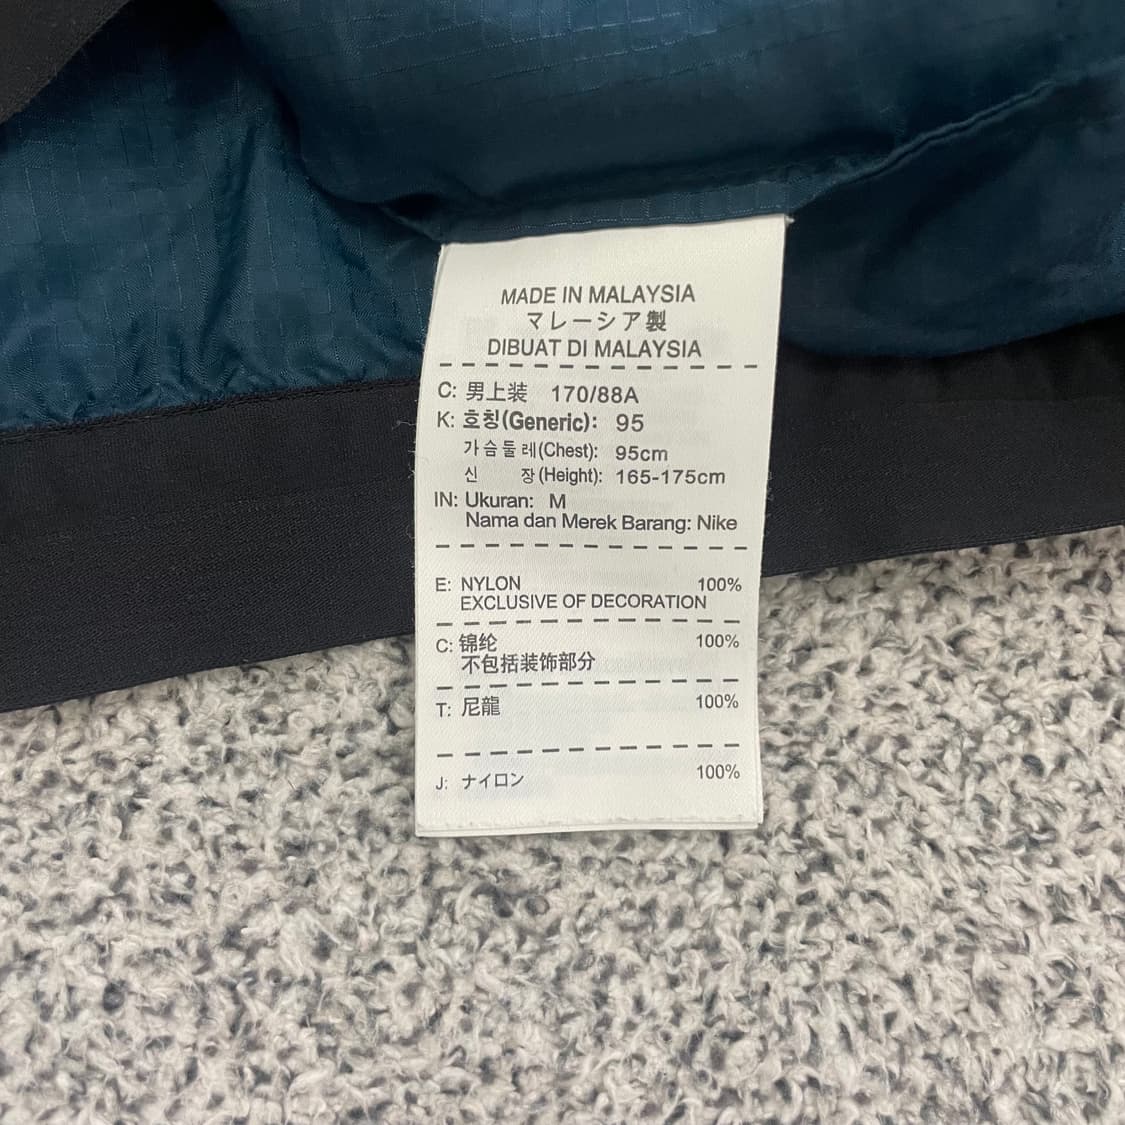 MADE IN MALAYSIA
マレーシア製
DIBUAT DI MALAYSIA
C: 男上装 170/88A
K: 호칭(Generic): 95
가슴둘레(Chest): 95cm
신 장(Height): 165-175cm
IN: Ukuran: M
Nama dan Merek Barang: Nike
E: NYLON 100%
EXCLUSIVE OF DECORATION
C: 锦纶 100%
不包括装饰部分
T: 尼龍 100%
J: ナイロン 100%